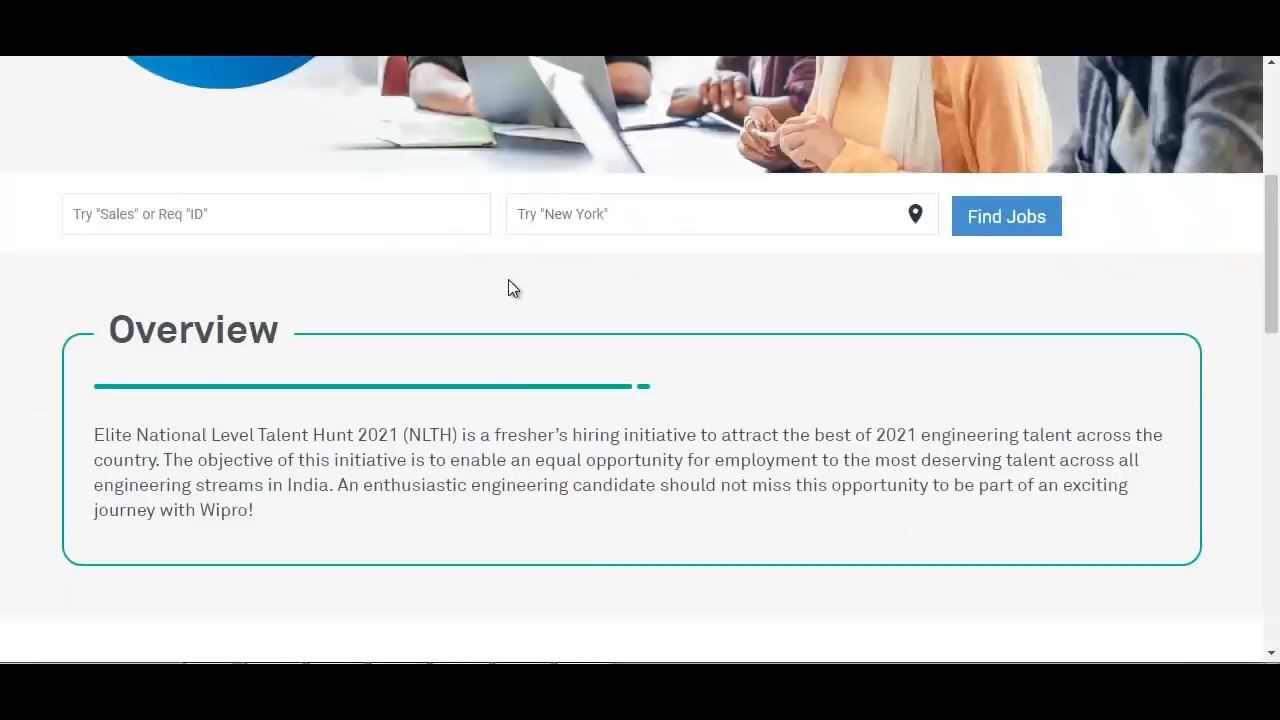 Try "Sales" or Req "ID"
Try "New York"
Find Jobs
Overview
Elite National Level Talent Hunt 2021 (NLTH) is a fresher’s hiring initiative to attract the best of 2021 engineering talent across the
country. The objective of this initiative is to enable an equal opportunity for employment to the most deserving talent across all
engineering streams in India. An enthusiastic engineering candidate should not miss this opportunity to be part of an exciting
journey with Wipro!